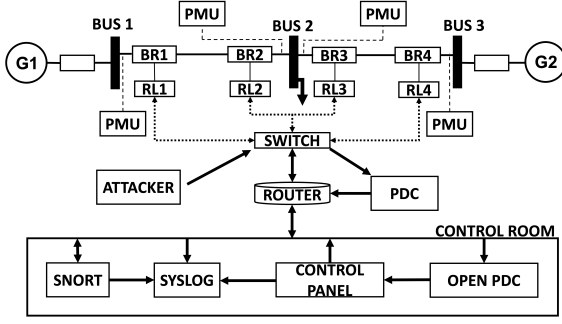 PMU
PMU
BUS 1
BUS 2
BUS 3
G1
BR1
BR2
BR3
BR4
G2
RL1
RL2
RL3
RL4
PMU
PMU
SWITCH
ATTACKER
ROUTER
PDC
CONTROL ROOM
SNORT
SYSLOG
CONTROL
PANEL
OPEN PDC